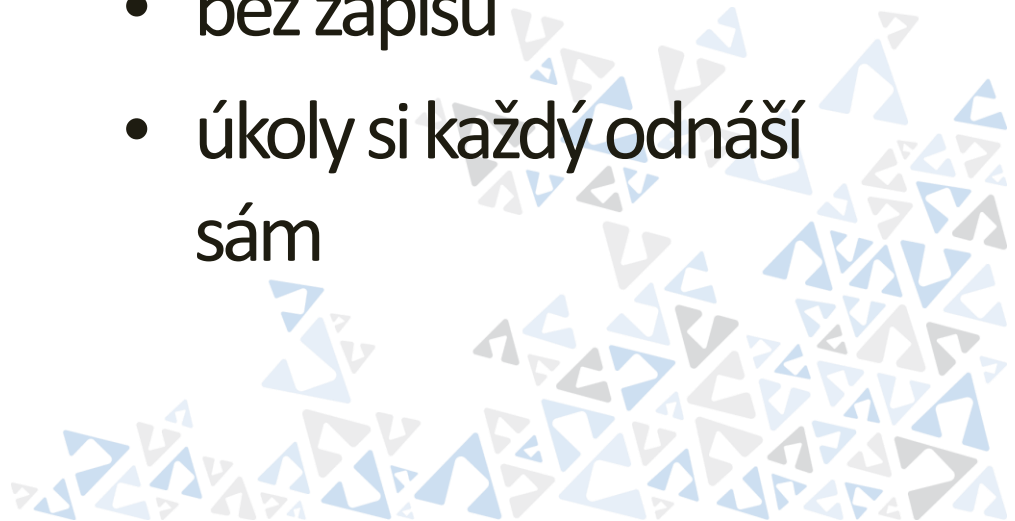 • bez zápisu
• úkoly si každý odnáší
sám